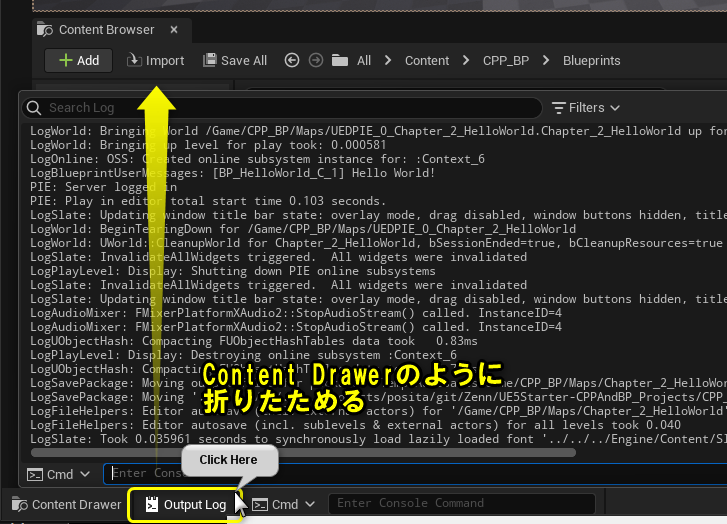 Content Browser
Add
Import
Save All
All
Content
CPP_BP
Blueprints
Search Log
Filters
LogWorld: Bringing World /Game/CPP_BP/Maps/UEDPIE_0_Chapter_2_HelloWorld.Chapter_2_HelloWorld up for
LogWorld: Bringing up level for play took: 0.000581
LogOnline: OSS: Created online subsystem instance for: :Context_6
LogBlueprintUserMessages: [BP_HelloWorld_C_1] Hello World!
PIE: Server logged in
PIE: Play in editor total start time 0.103 seconds.
LogSlate: Updating window title bar state: overlay mode, drag disabled, window buttons hidden, title
LogWorld: BeginTearingDown for /Game/CPP_BP/Maps/UEDPIE_0_Chapter_2_HelloWorld
LogWorld: UWorld::CleanupWorld for Chapter_2_HelloWorld, bSessionEnded=true, bCleanupResources=true
LogSlate: InvalidateAllWidgets triggered. All widgets were invalidated
LogPlayLevel: Display: Shutting down PIE online subsystems
LogSlate: InvalidateAllWidgets triggered. All widgets were invalidated
LogSlate: Updating window title bar state: overlay mode, drag disabled, window buttons hidden, title
LogAudioMixer: FMixerPlatformXAudio2::StopAudioStream() called. InstanceID=4
LogAudioMixer: FMixerPlatformXAudio2::StopAudioStream() called. InstanceID=4
LogUObjectHash: Compacting FUObjectHashTables data took 0.83ms
LogPlayLevel: Display: Destroying online subsystem :Context_6
LogUObjectHash: Compacting
Content Drawerのように
折りたためる
LogSavePackage: Moving /Game/CPP_BP/Maps/Chapter_2_HelloWo
LogSavePackage: Moving posita/git/Zenn/UE5Starter-CPPAndBP_Projects/CPP_
LogFileHelpers: Editor autosave actors) for '/Game/CPP_BP/Maps/Chapter_2_HelloWorld'
LogFileHelpers: Editor autosave (incl. sublevels & external actors) for all levels took 0.040
LogSlate: Took 0.035961 seconds to synchronously load lazily loaded font '../../../Engine/Content/Sl
Cmd
Enter Cons
Click Here
Content Drawer
Output Log
Cmd
Enter Console Command